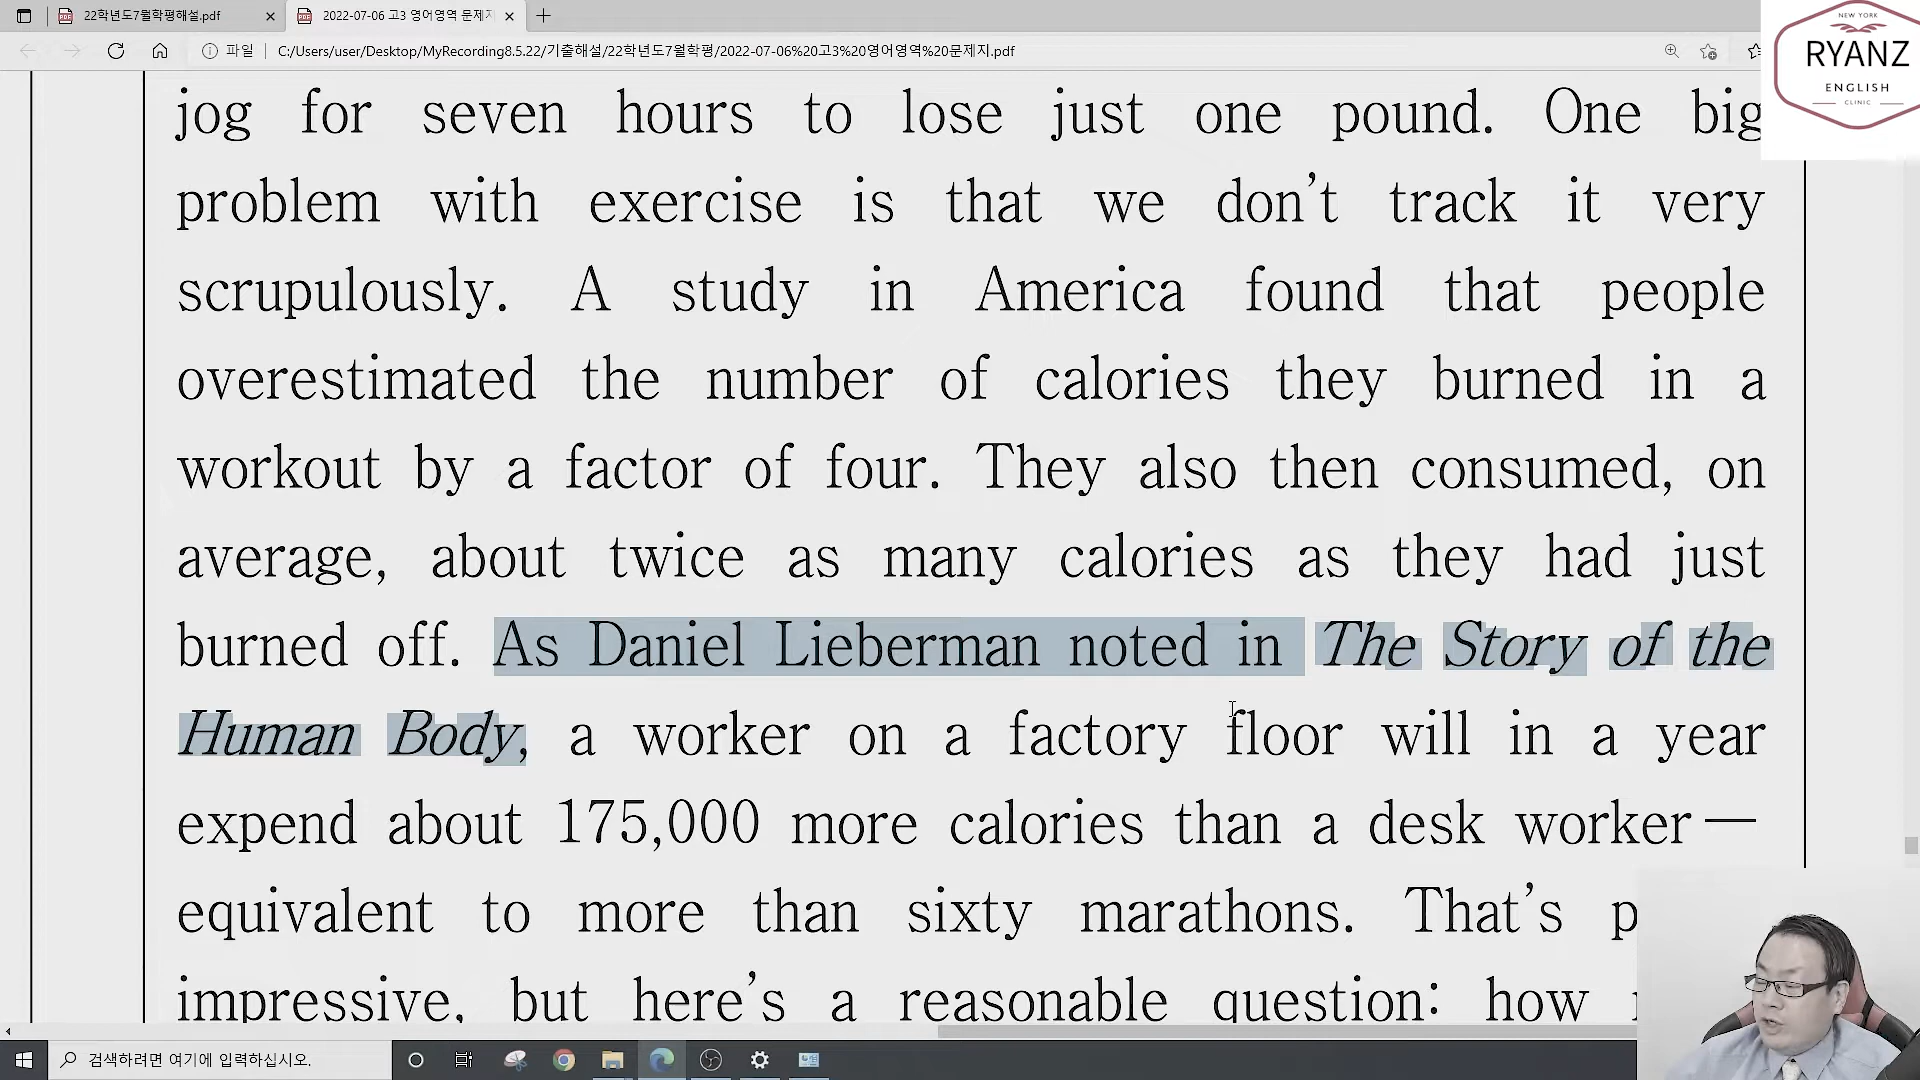 22학년도7월학평해설.pdf
2022-07-06 고3 영어영역 문제지
파일
C:/Users/user/Desktop/MyRecording8.5.22/기출해설/22학년도7월학평/2022-07-06%20고3%20영어영역%20문제지.pdf
NEW YORK
RYANZ
ENGLISH
CLINIC
jog for seven hours to lose just one pound. One big
problem with exercise is that we don't track it very
scrupulously. A study in America found that people
overestimated the number of calories they burned in a
workout by a factor of four. They also then consumed, on
average, about twice as many calories as they had just
burned off. As Daniel Lieberman noted in The Story of the
Human Body, a worker on a factory floor will in a year
expend about 175,000 more calories than a desk worker—
equivalent to more than sixty marathons. That's
impressive, but here's a reasonable question: how
검색하려면 여기에 입력하십시오.